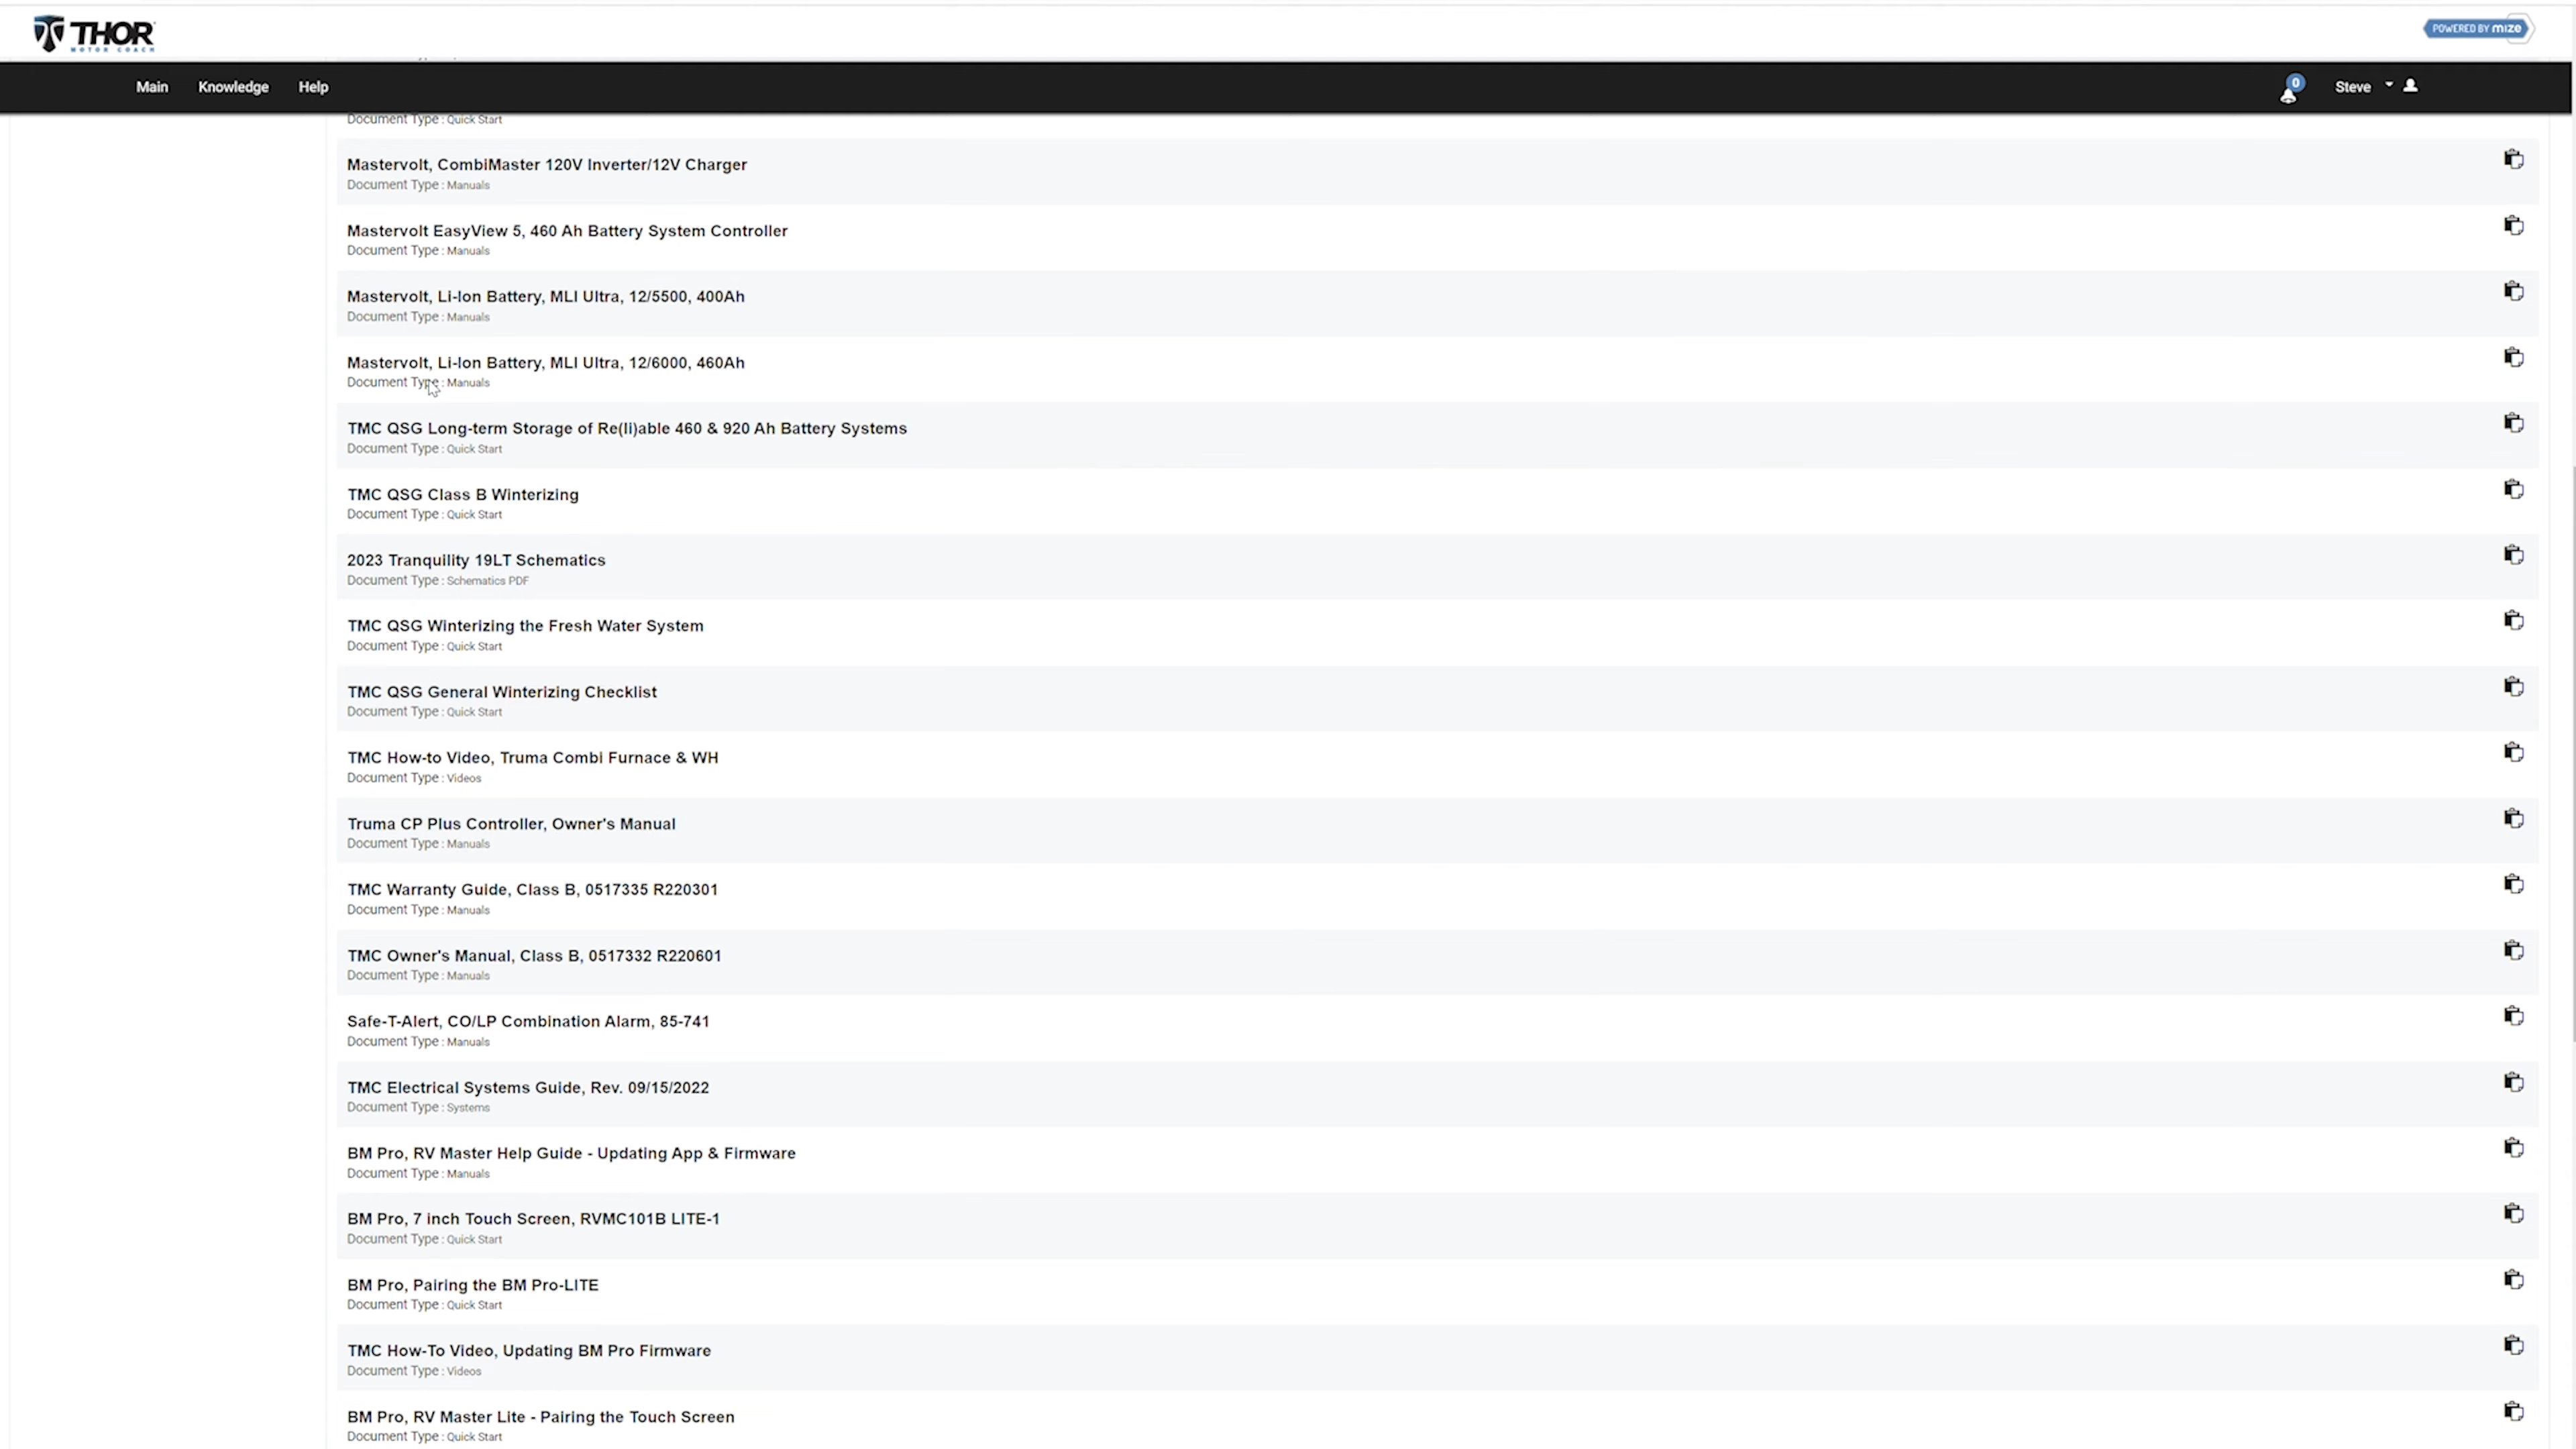 THOR
MOTOR COACH
POWERED BY mize
Main Knowledge Help
0
Steve
Document Type : Quick Start
Mastervolt, CombiMaster 120V Inverter/12V Charger
Document Type : Manuals
Mastervolt EasyView 5, 460 Ah Battery System Controller
Document Type : Manuals
Mastervolt, Li-Ion Battery, MLI Ultra, 12/5500, 400Ah
Document Type : Manuals
Mastervolt, Li-Ion Battery, MLI Ultra, 12/6000, 460Ah
Document Type : Manuals
TMC QSG Long-term Storage of Re(li)able 460 & 920 Ah Battery Systems
Document Type : Quick Start
TMC QSG Class B Winterizing
Document Type : Quick Start
2023 Tranquility 19LT Schematics
Document Type : Schematics PDF
TMC QSG Winterizing the Fresh Water System
Document Type : Quick Start
TMC QSG General Winterizing Checklist
Document Type : Quick Start
TMC How-to Video, Truma Combi Furnace & WH
Document Type : Videos
Truma CP Plus Controller, Owner's Manual
Document Type : Manuals
TMC Warranty Guide, Class B, 0517335 R220301
Document Type : Manuals
TMC Owner's Manual, Class B, 0517332 R220601
Document Type : Manuals
Safe-T-Alert, CO/LP Combination Alarm, 85-741
Document Type : Manuals
TMC Electrical Systems Guide, Rev. 09/15/2022
Document Type : Systems
BM Pro, RV Master Help Guide - Updating App & Firmware
Document Type : Manuals
BM Pro, 7 inch Touch Screen, RVMC101B LITE-1
Document Type : Quick Start
BM Pro, Pairing the BM Pro-LITE
Document Type : Quick Start
TMC How-To Video, Updating BM Pro Firmware
Document Type : Videos
BM Pro, RV Master Lite - Pairing the Touch Screen
Document Type : Quick Start